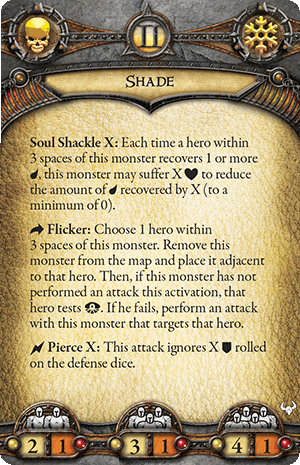 II
SHADE
Soul Shackle X: Each time a hero within
3 spaces of this monster recovers 1 or more
, this monster may suffer X to reduce
the amount of recovered by X (to a
minimum of 0).
Flicker: Choose 1 hero within
3 spaces of this monster. Remove this
monster from the map and place it adjacent
to that hero. Then, if this monster has not
performed an attack this activation, that
hero tests . If he fails, perform an attack
with this monster that targets that hero.
Pierce X: This attack ignores X rolled
on the defense dice.
2 1 3 1 4 1